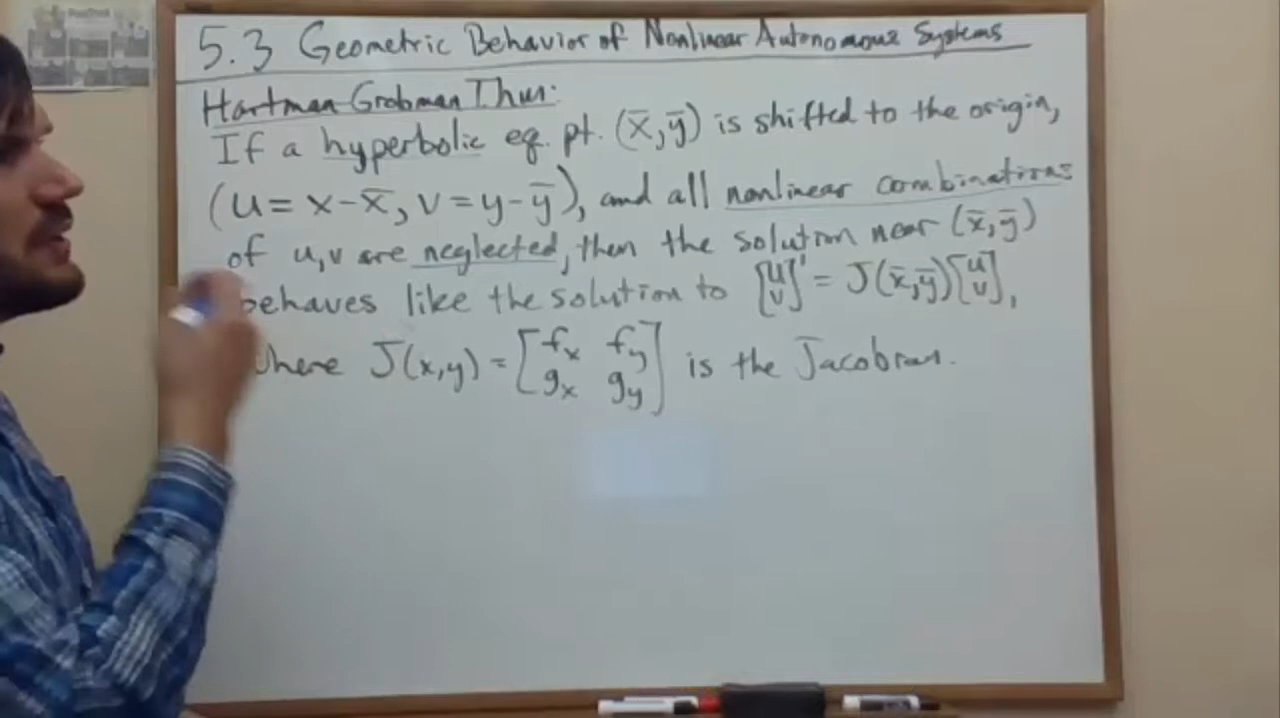 5.3 Geometric Behavior of Nonlinear Autonomous Systems
Hartman-Grobman Thm:
If a hyperbolic eq. pt. (x̄,ȳ) is shifted to the origin,
(u = x-x̄, v = y-ȳ), and all nonlinear combinations
of u,v are neglected, then the solution near (x̄,ȳ)
behaves like the solution to [u v]' = J(x̄,ȳ)[u v],
where J(x,y) = [fx fy gx gy] is the Jacobian.